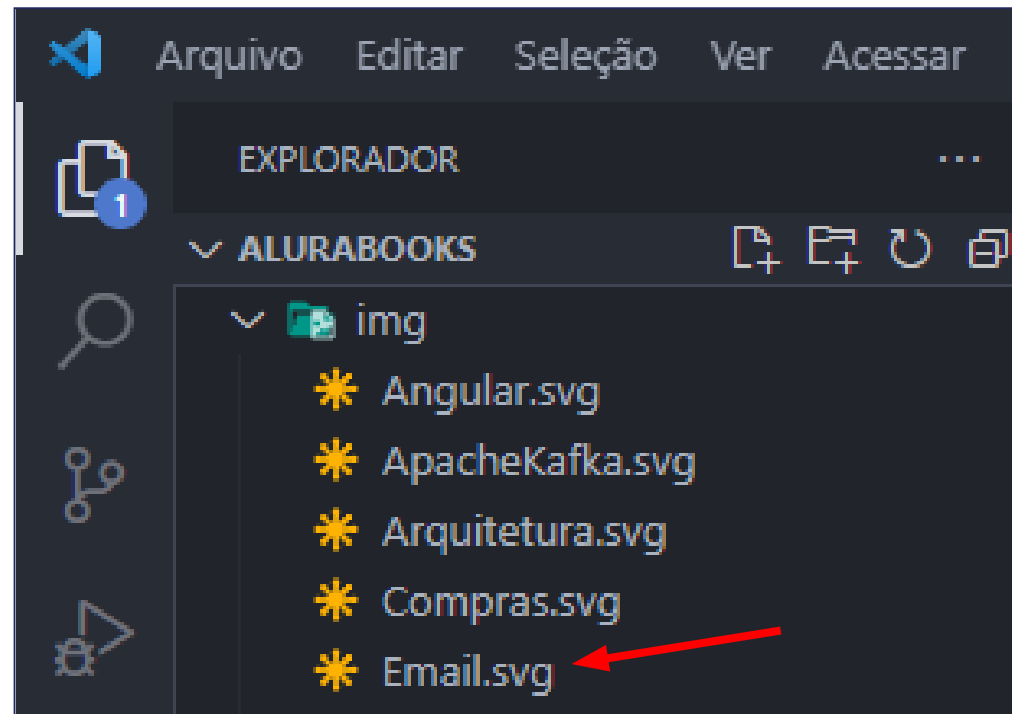 Arquivo Editar Seleção Ver Acessar
EXPLORADOR ...
1
ALURABOOKS
img
Angular.svg
ApacheKafka.svg
Arquitetura.svg
Compras.svg
Email.svg